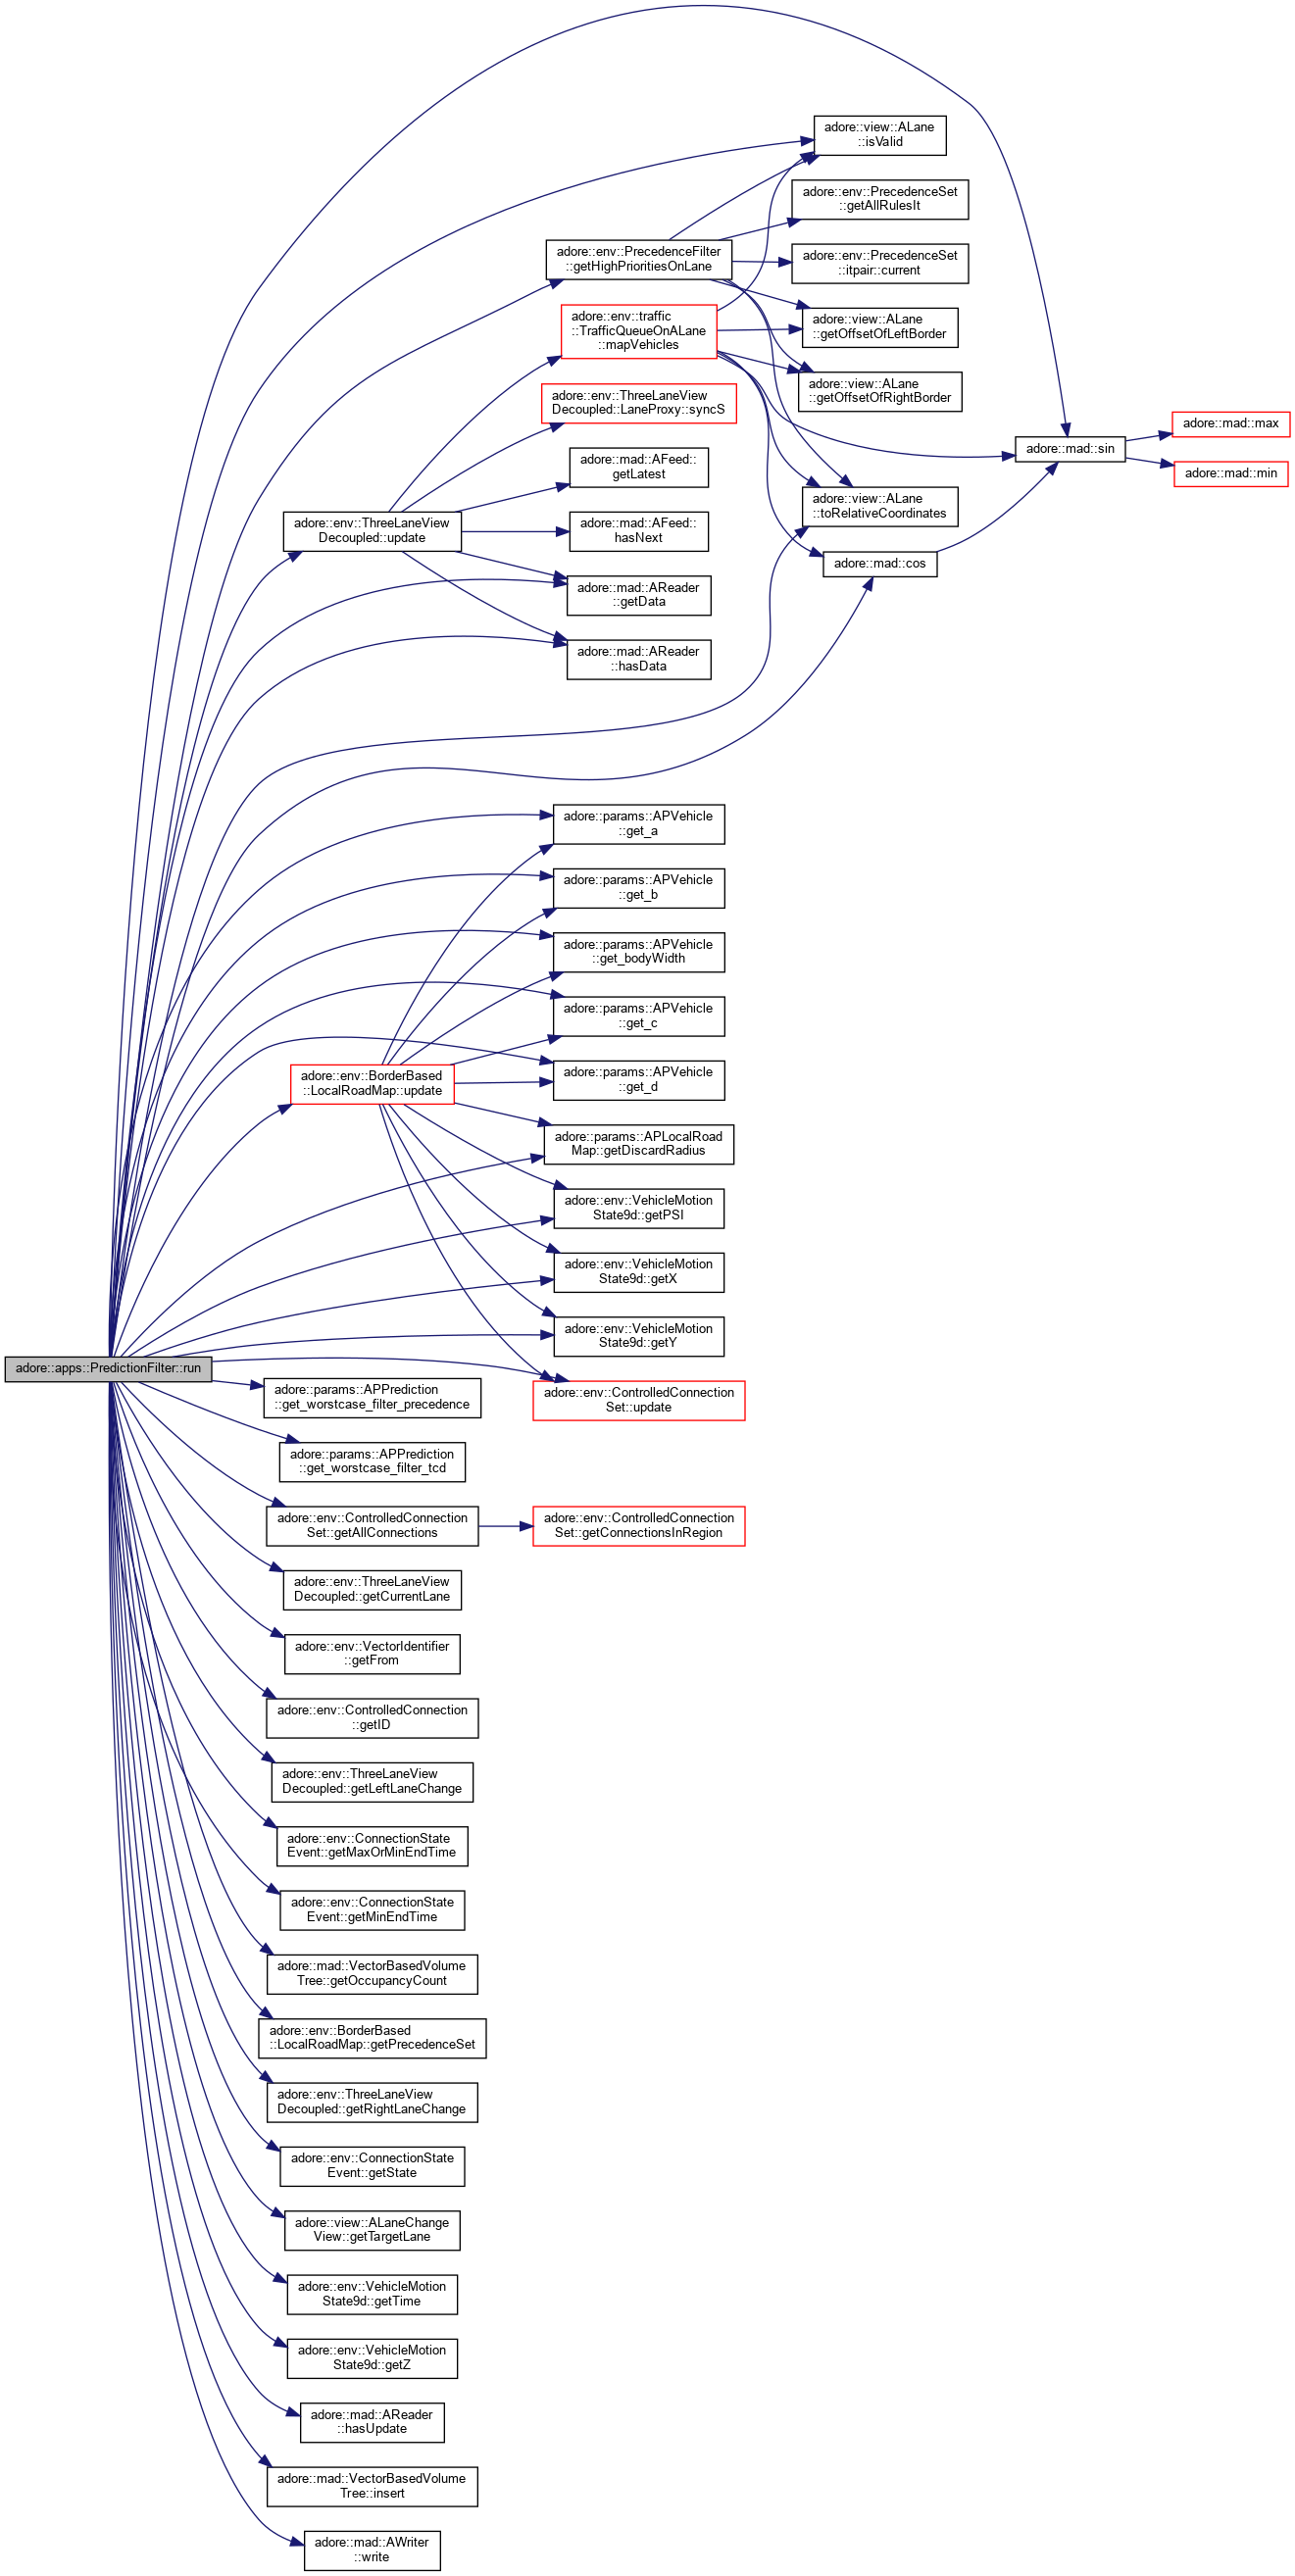 adore::view::ALane
::isValid
adore::env::PrecedenceSet
::getAllRulesIt
adore::env::PrecedenceFilter
::getHighPrioritiesOnLane
adore::env::PrecedenceSet
::itpair::current
adore::env::traffic
::TrafficQueueOnALane
::mapVehicles
adore::view::ALane
::getOffsetOfLeftBorder
adore::view::ALane
::getOffsetOfRightBorder
adore::env::ThreeLaneView
Decoupled::LaneProxy::syncS
adore::mad::max
adore::mad::sin
adore::mad::min
adore::mad::AFeed::
getLatest
adore::view::ALane
::toRelativeCoordinates
adore::env::ThreeLaneView
Decoupled::update
adore::mad::AFeed::
hasNext
adore::mad::cos
adore::mad::AReader
::getData
adore::mad::AReader
::hasData
adore::params::APVehicle
::get_a
adore::params::APVehicle
::get_b
adore::params::APVehicle
::get_bodyWidth
adore::params::APVehicle
::get_c
adore::env::BorderBased
::LocalRoadMap::update
adore::params::APVehicle
::get_d
adore::params::APLocalRoad
Map::getDiscardRadius
adore::env::VehicleMotion
State9d::getPSI
adore::env::VehicleMotion
State9d::getX
adore::env::VehicleMotion
State9d::getY
adore::apps::PredictionFilter::run
adore::params::APPrediction
::get_worstcase_filter_precedence
adore::env::ControlledConnection
Set::update
adore::params::APPrediction
::get_worstcase_filter_tcd
adore::env::ControlledConnection
Set::getAllConnections
adore::env::ControlledConnection
Set::getConnectionsInRegion
adore::env::ThreeLaneView
Decoupled::getCurrentLane
adore::env::VectorIdentifier
::getFrom
adore::env::ControlledConnection
::getID
adore::env::ThreeLaneView
Decoupled::getLeftLaneChange
adore::env::ConnectionState
Event::getMaxOrMinEndTime
adore::env::ConnectionState
Event::getMinEndTime
adore::mad::VectorBasedVolume
Tree::getOccupancyCount
adore::env::BorderBased
::LocalRoadMap::getPrecedenceSet
adore::env::ThreeLaneView
Decoupled::getRightLaneChange
adore::env::ConnectionState
Event::getState
adore::view::ALaneChange
View::getTargetLane
adore::env::VehicleMotion
State9d::getTime
adore::env::VehicleMotion
State9d::getZ
adore::mad::AReader
::hasUpdate
adore::mad::VectorBasedVolume
Tree::insert
adore::mad::AWriter
::write